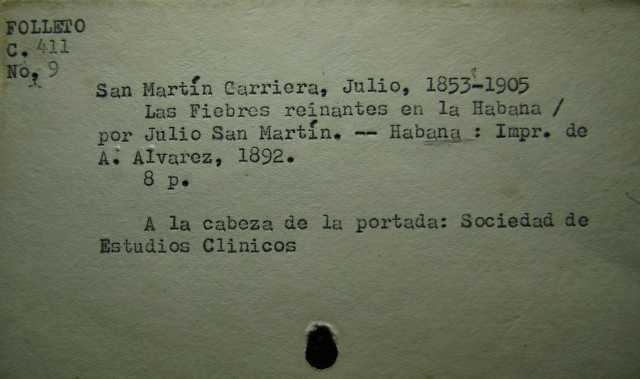 FOLLETO
C. 411
No, 9
San Martín Carriera, Julio, 1853-1905
Las Fiebres reinantes en la Habana /
por Julio San Martín. -- Habana : Impr. de
A. Alvarez, 1892.
8 p.
A la cabeza de la portada: Sociedad de
Estudios Clinicos